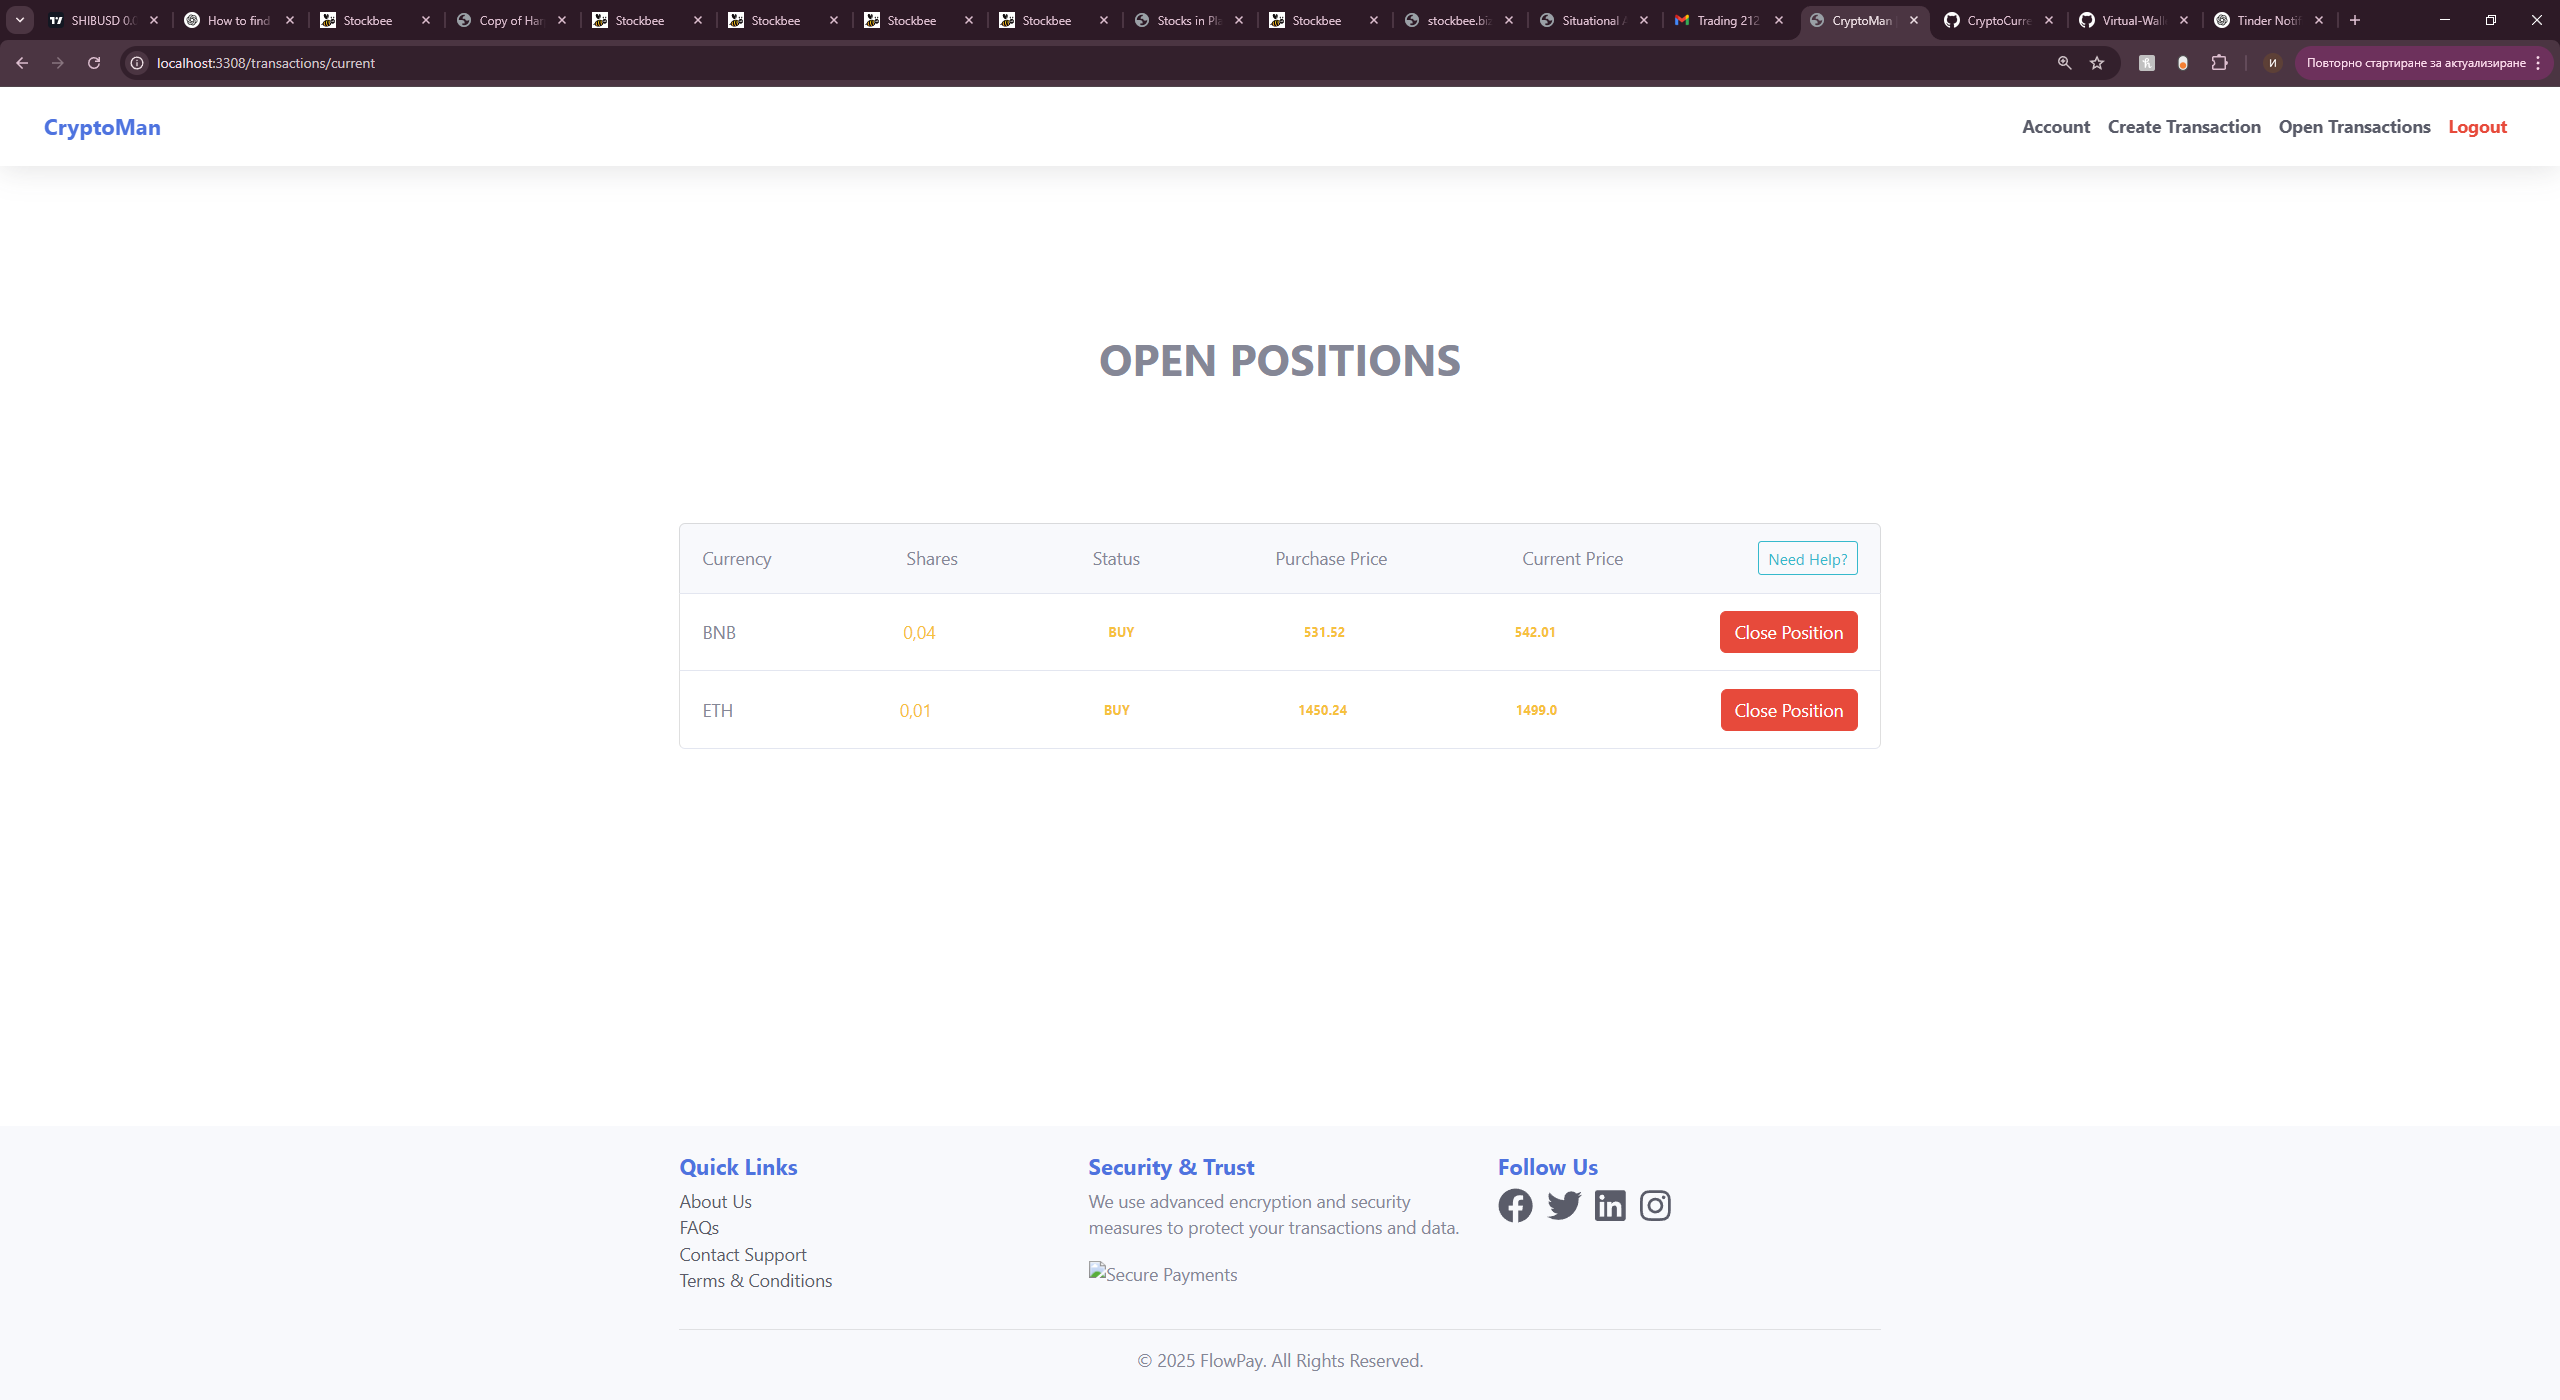 SHIBUSD 0.0
How to find
Stockbee
Copy of Han
Stockbee
Stockbee
Stockbee
Stockbee
Stocks in Pla
Stockbee
stockbee.biz
Situational A
Trading 212
CryptoMan
CryptoCurre
Virtual-Wall
Tinder Notif
localhost:3308/transactions/current
И
Повторно стартиране за актуализиране
CryptoMan
Account Create Transaction Open Transactions Logout
OPEN POSITIONS
Currency Shares Status Purchase Price Current Price Need Help?
BNB 0,04 BUY 531.52 542.01 Close Position
ETH 0,01 BUY 1450.24 1499.0 Close Position
Quick Links
About Us
FAQs
Contact Support
Terms & Conditions
Security & Trust
We use advanced encryption and security
measures to protect your transactions and data.
Secure Payments
Follow Us
© 2025 FlowPay. All Rights Reserved.